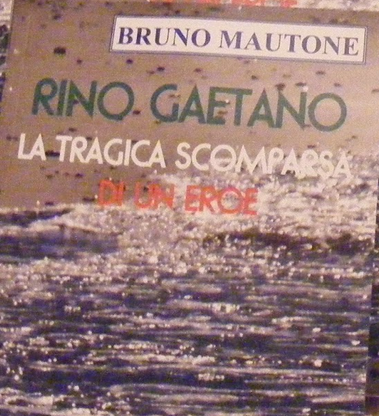 BRUNO MAUTONE
RINO GAETANO
LA TRAGICA SCOMPARSA
DI UN EROE